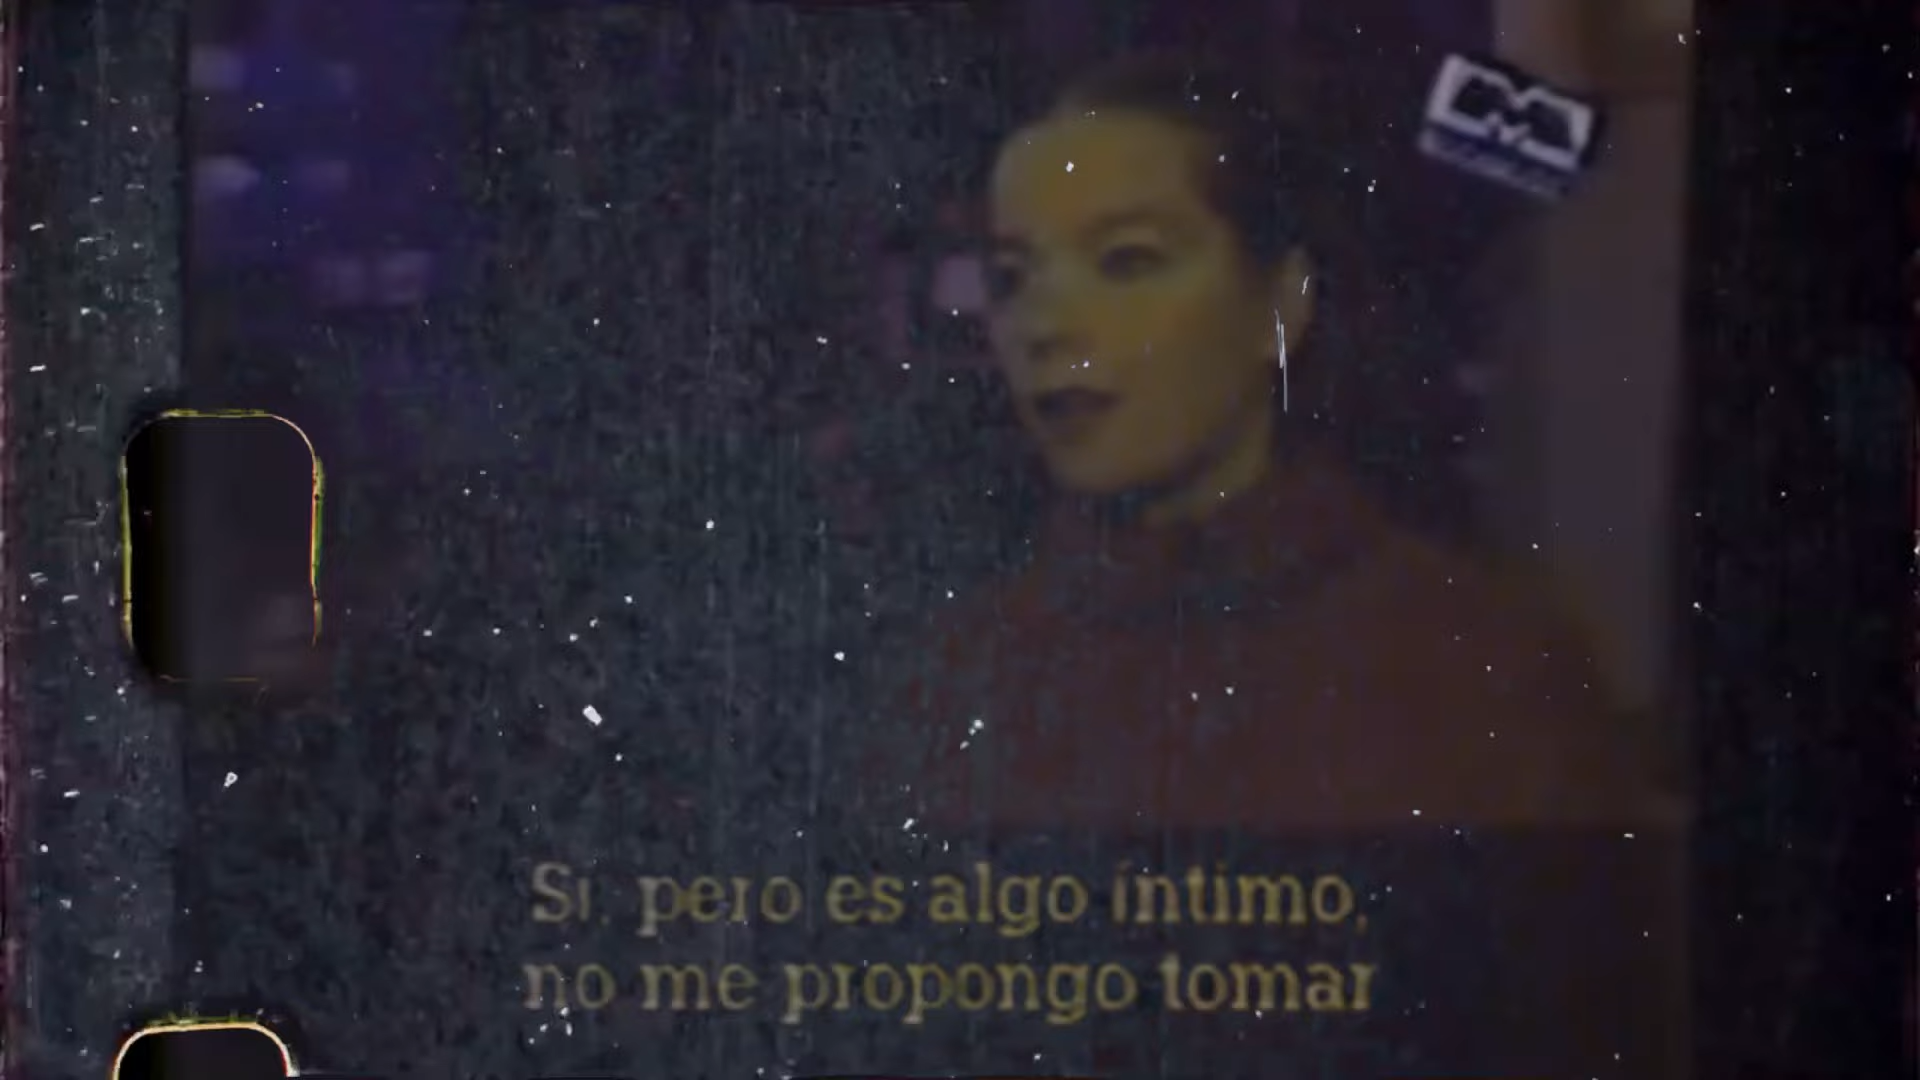 Sí, pero es algo íntimo,
no me propongo tomar